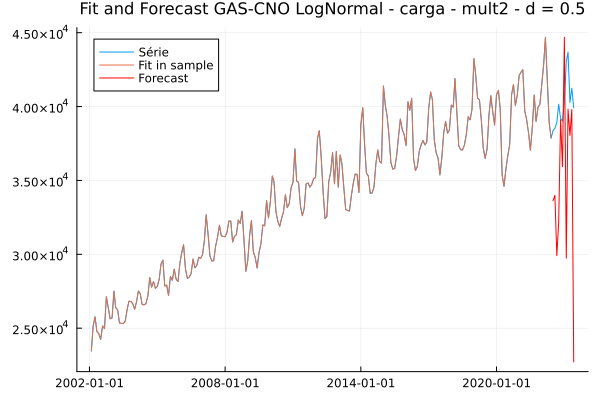 Fit and Forecast GAS-CNO LogNormal - carga - mult2 - d = 0.5
Série
Fit in sample
Forecast
4.50×10⁴
4.00×10⁴
3.50×10⁴
3.00×10⁴
2.50×10⁴
2002-01-01
2008-01-01
2014-01-01
2020-01-01